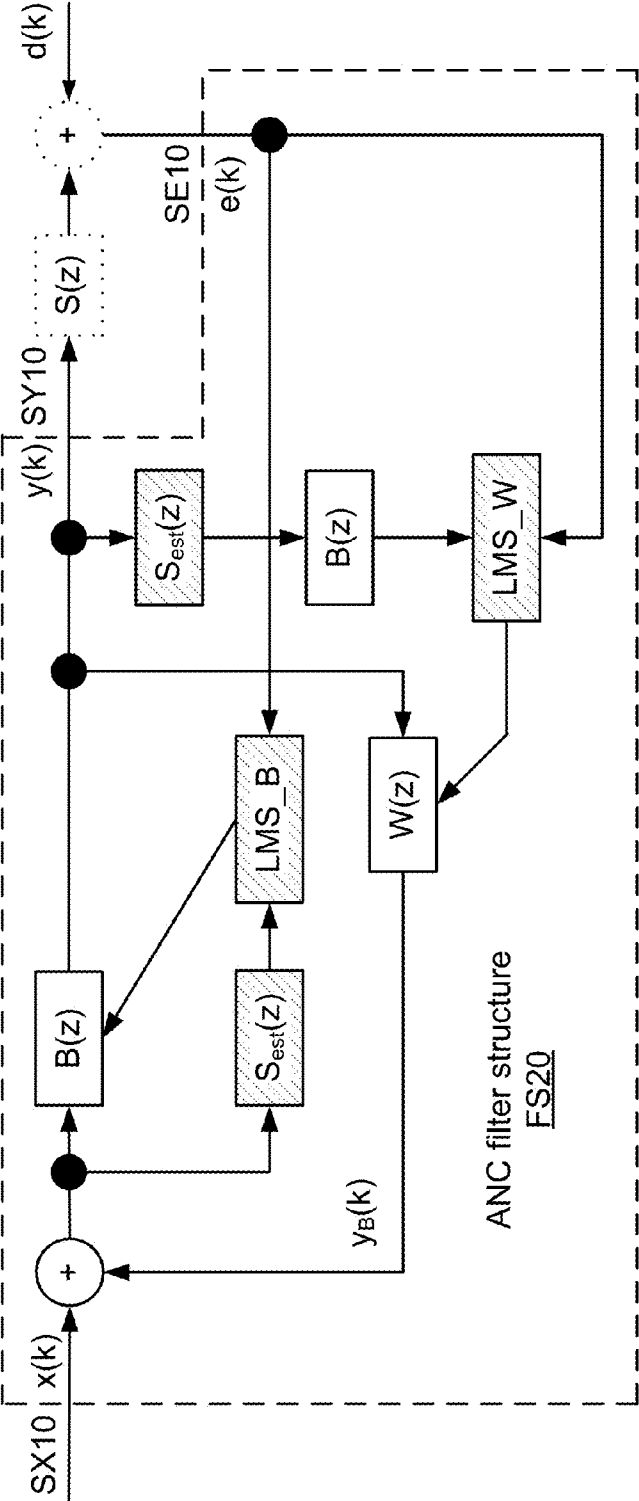 SX10
x(k)
+
B(z)
y(k)
SY10
S(z)
+
d(k)
SE10
e(k)
S_est(z)
LMS_B
S_est(z)
B(z)
LMS_W
W(z)
y_B(k)
ANC filter structure
FS20